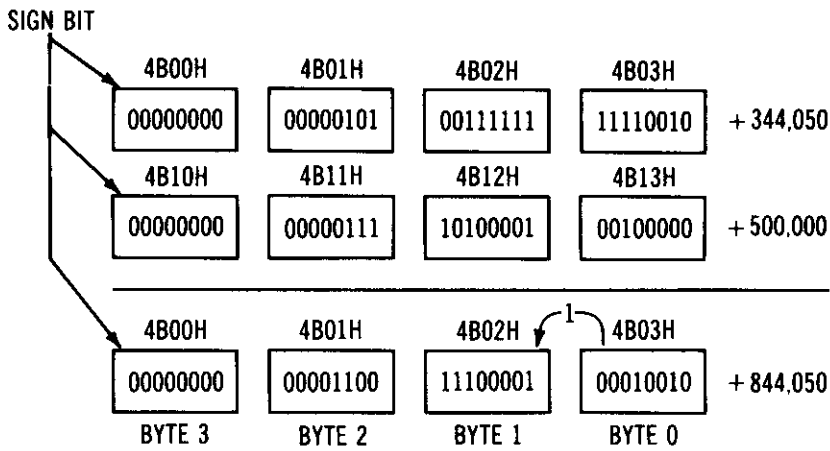 SIGN BIT
4B00H 4B01H 4B02H 4B03H
00000000 00000101 00111111 11110010 +344,050
4B10H 4B11H 4B12H 4B13H
00000000 00000111 10100001 00100000 +500,000
4B00H 4B01H 4B02H 1 4B03H
00000000 00001100 11100001 00010010 +844,050
BYTE 3 BYTE 2 BYTE 1 BYTE 0